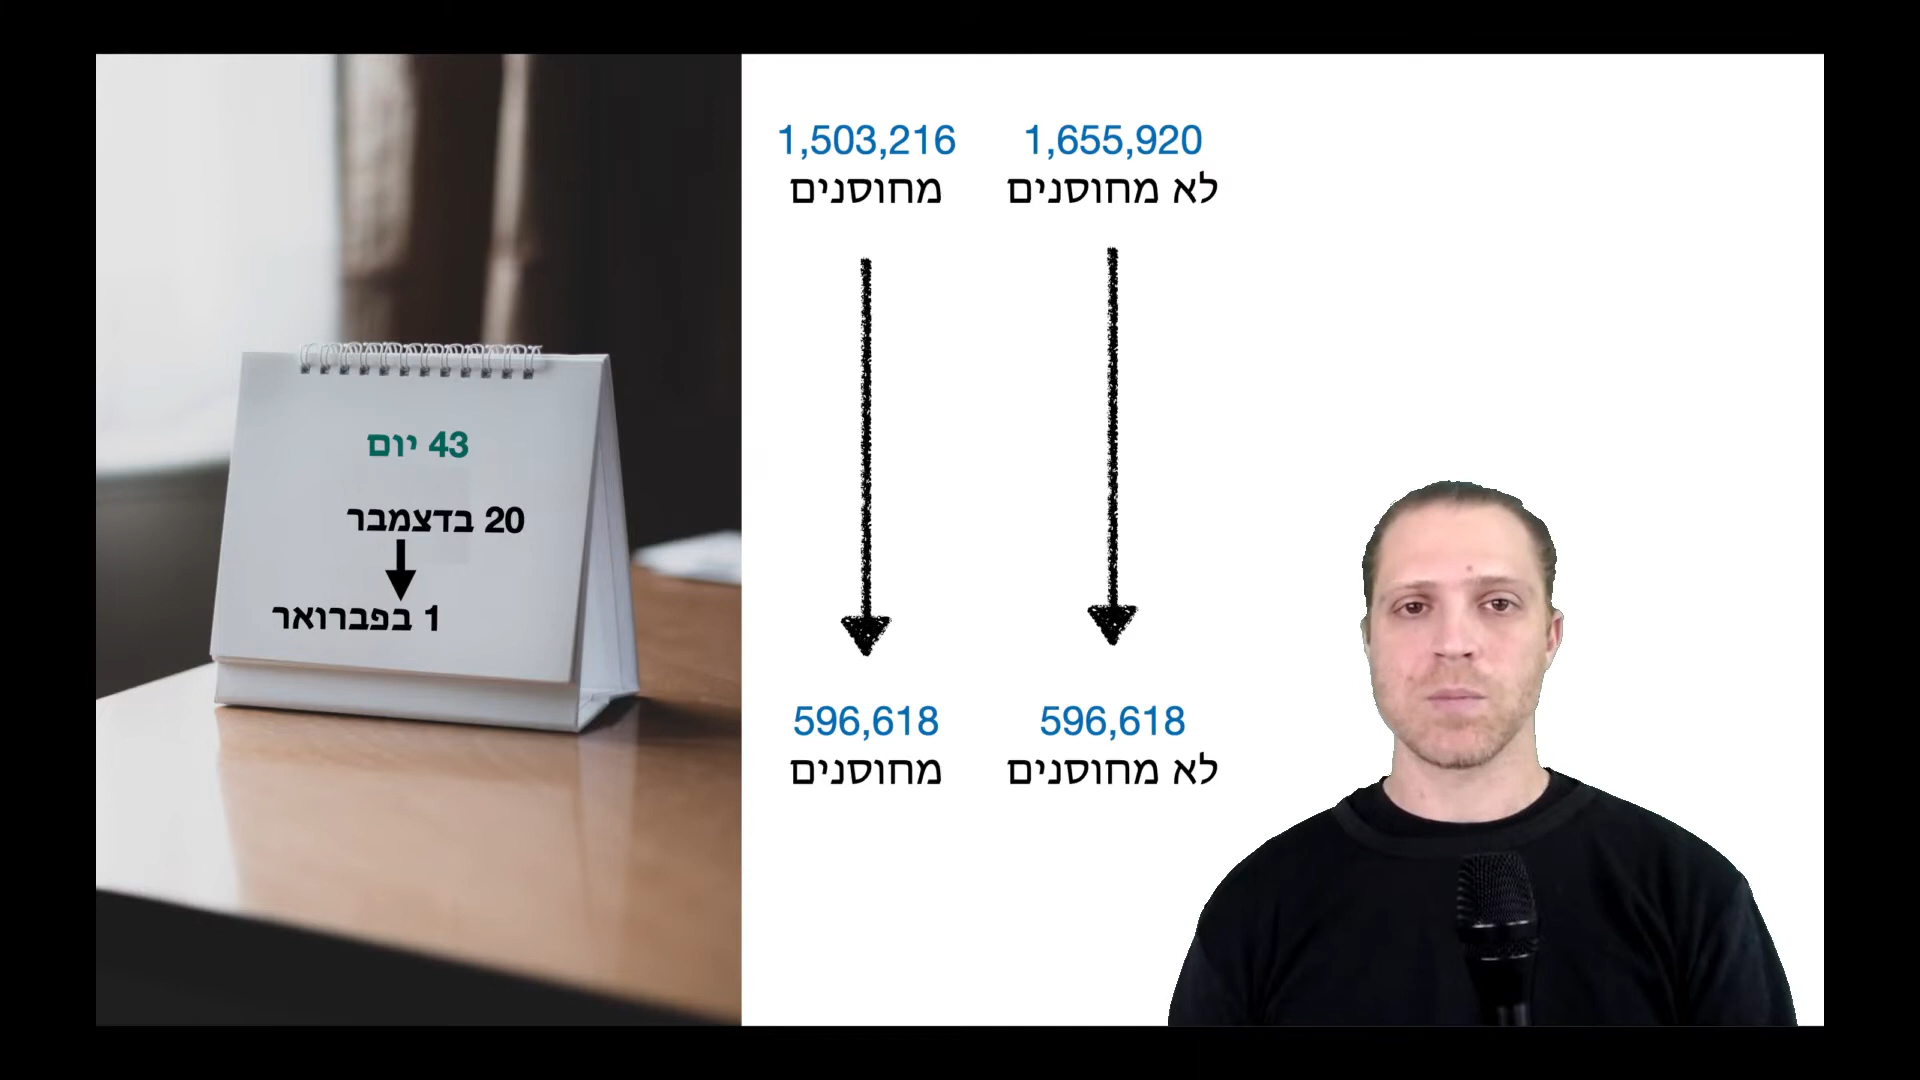 43 יום
20 בדצמבר
1 בפברואר
1,655,920
לא מחוסנים
1,503,216
מחוסנים
596,618
לא מחוסנים
596,618
מחוסנים